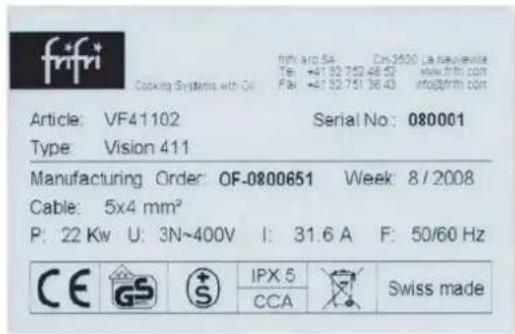 frifri
frifri aro SA CH-2520 La Neuveville
Tel +41 32 752 46 52 www.frifri.com
Cooking Systems with Oil Fax +41 32 751 36 43 info@frifri.com
Article: VF41102 Serial No.: 080001
Type: Vision 411
Manufacturing Order: OF-0800651 Week: 8 / 2008
Cable: 5x4 mm²
P: 22 Kw U: 3N~400V I: 31.6 A F: 50/60 Hz
CE GS +S IPX 5 Swiss made
CCA